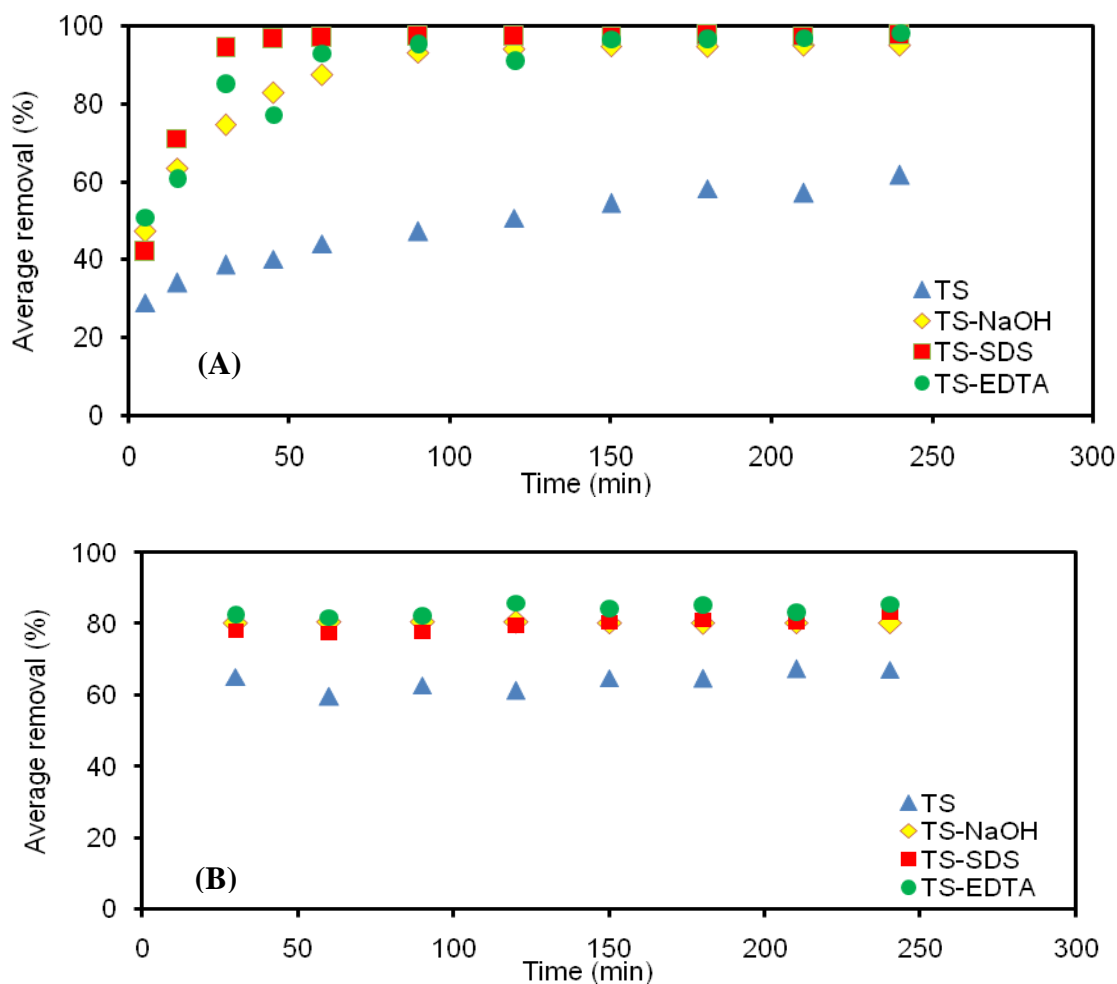 Average removal (%)
100
80
60
40
20
0
(A)
TS
TS-NaOH
TS-SDS
TS-EDTA
0 50 100 150 200 250 300
Time (min)
Average removal (%)
100
80
60
40
20
0
(B)
TS
TS-NaOH
TS-SDS
TS-EDTA
0 50 100 150 200 250 300
Time (min)